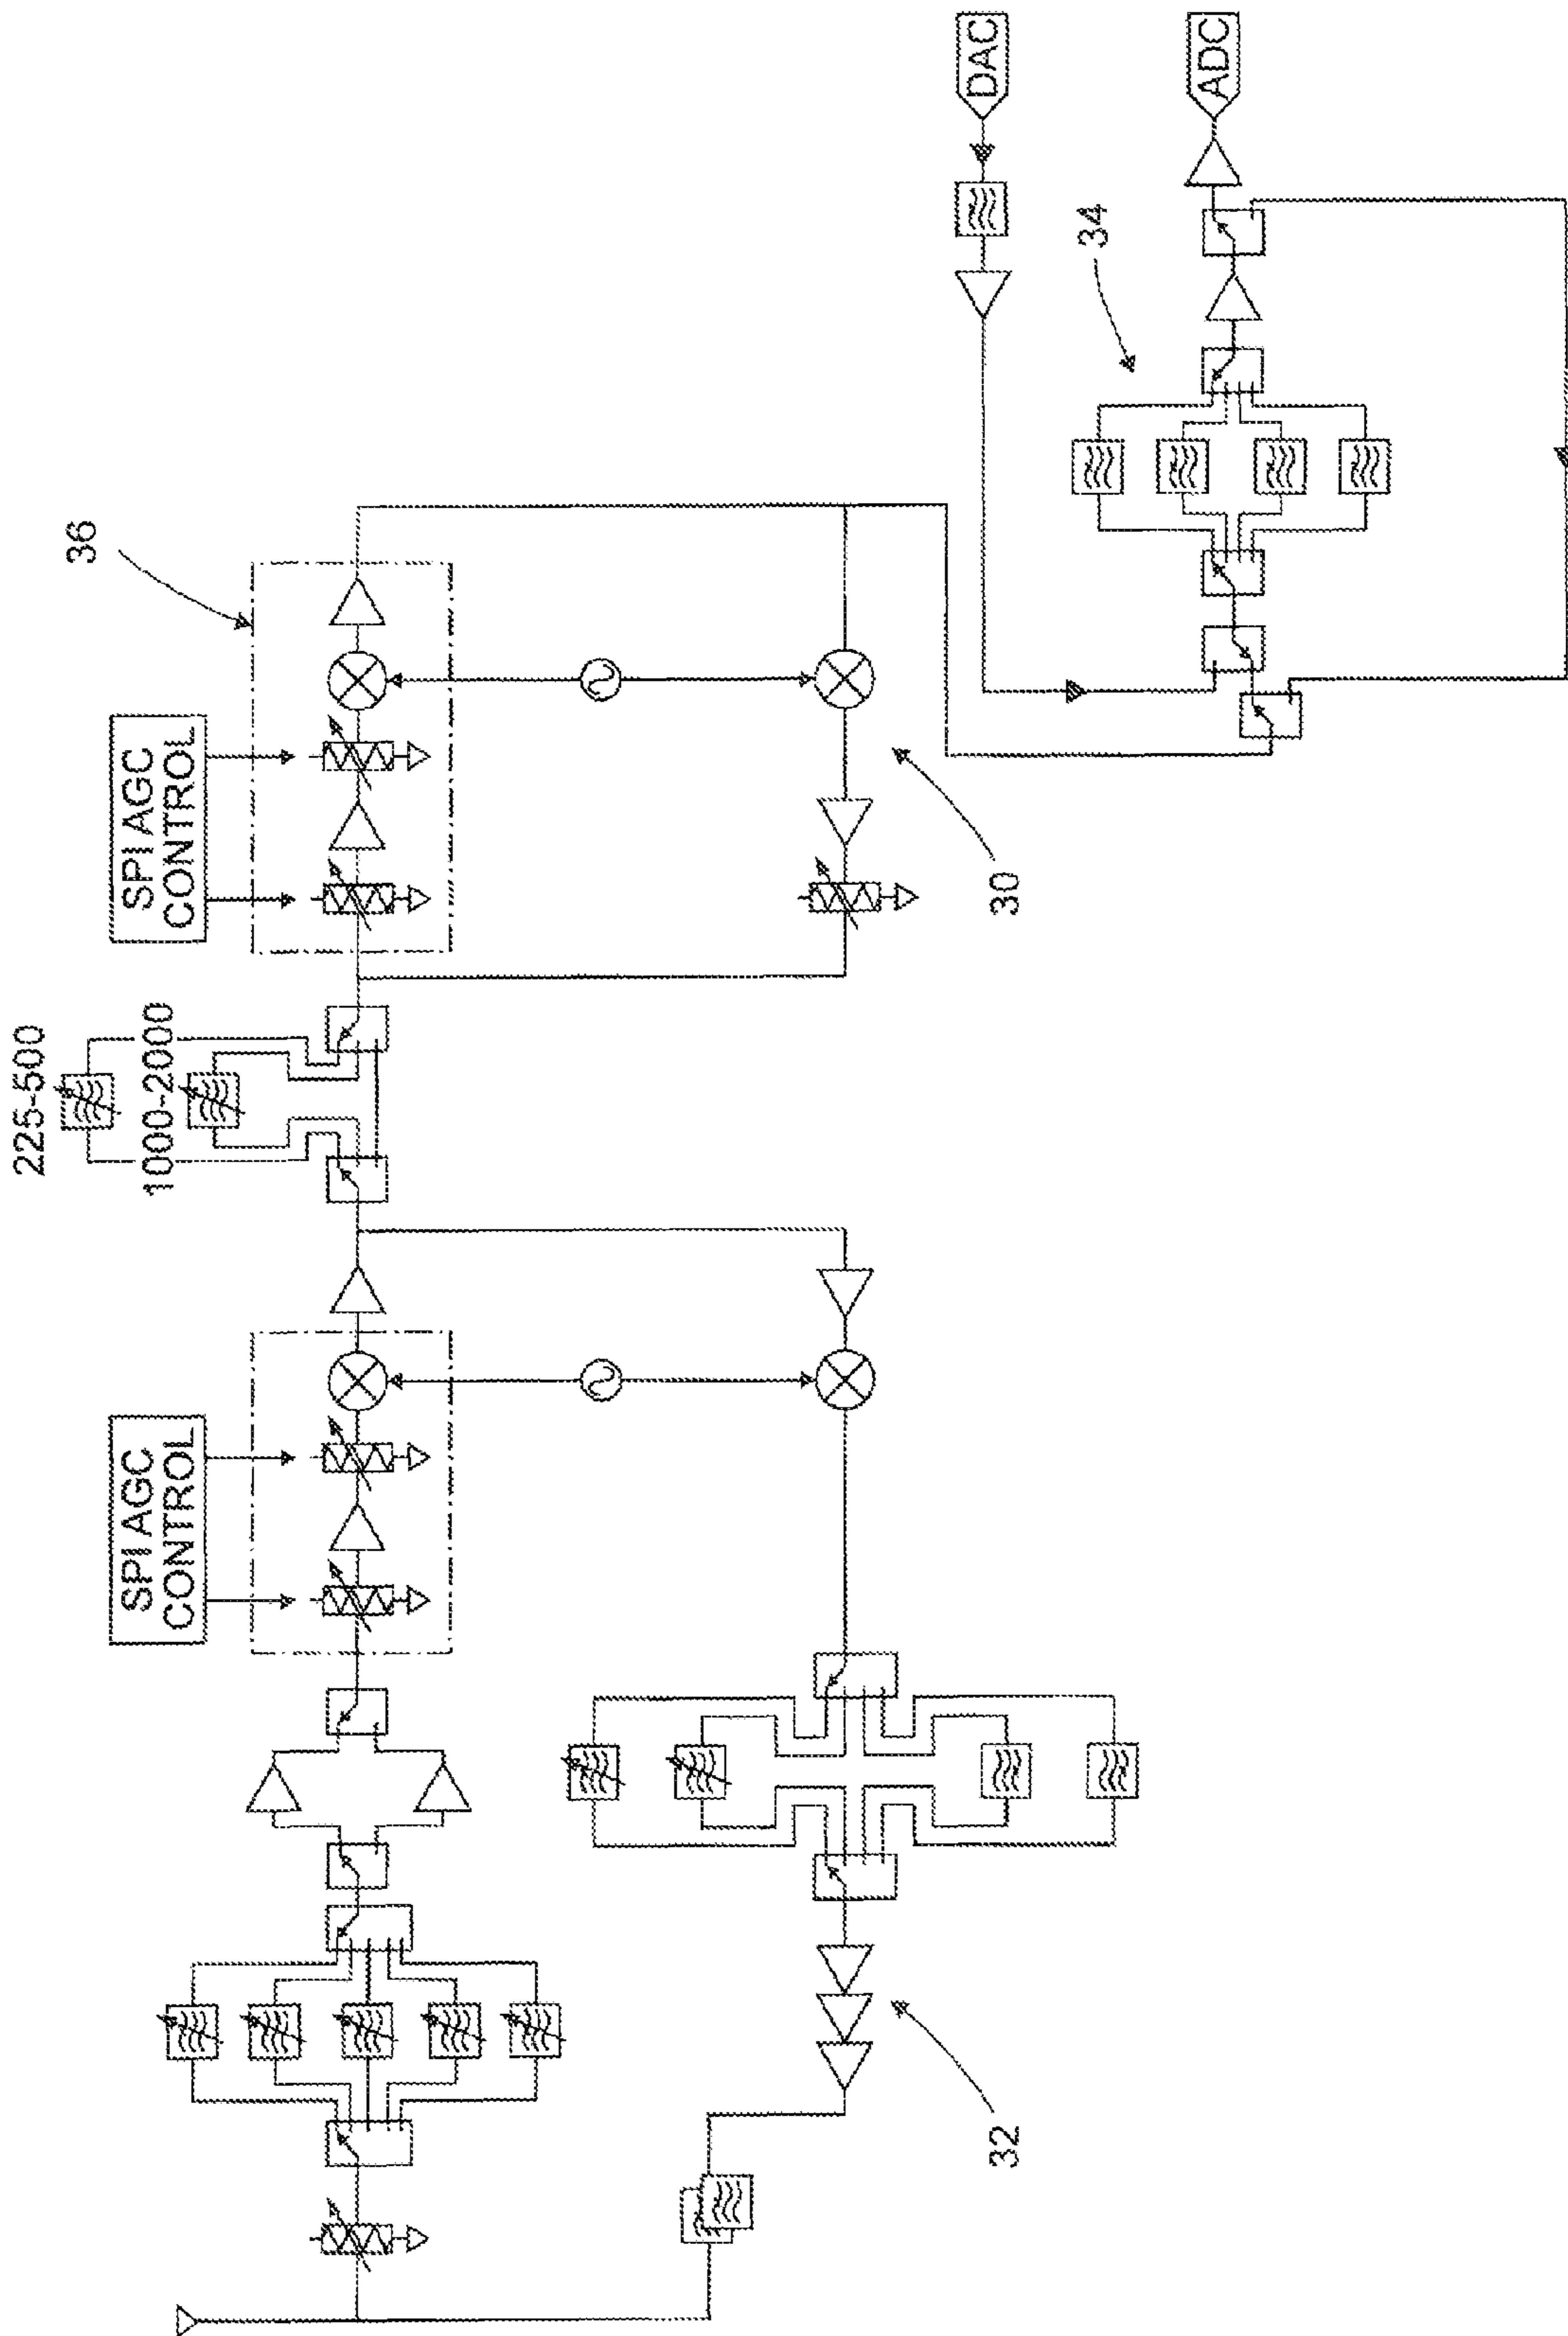 225-500
1000-2000
SPI AGC
CONTROL
SPI AGC
CONTROL
36
30
32
34
DAC
ADC